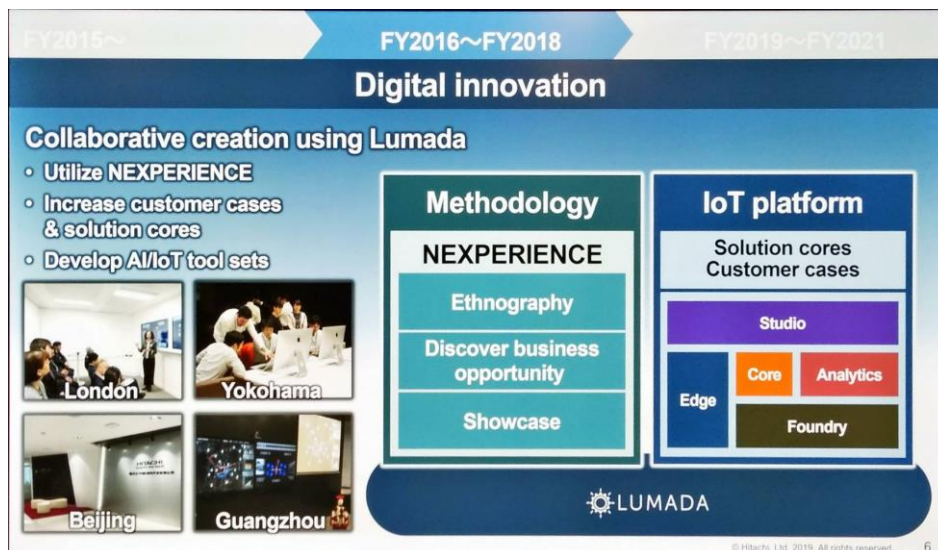 FY2015～
FY2016～FY2018
FY2019～FY2021
Digital innovation
Collaborative creation using Lumada
• Utilize NEXPERIENCE
• Increase customer cases
& solution cores
• Develop AI/IoT tool sets
London
Yokohama
Beijing
Guangzhou
HITACHI
Methodology
NEXPERIENCE
Ethnography
Discover business
opportunity
Showcase
IoT platform
Solution cores
Customer cases
Studio
Edge
Core
Analytics
Foundry
LUMADA
© Hitachi, Ltd. 2019. All rights reserved.
6